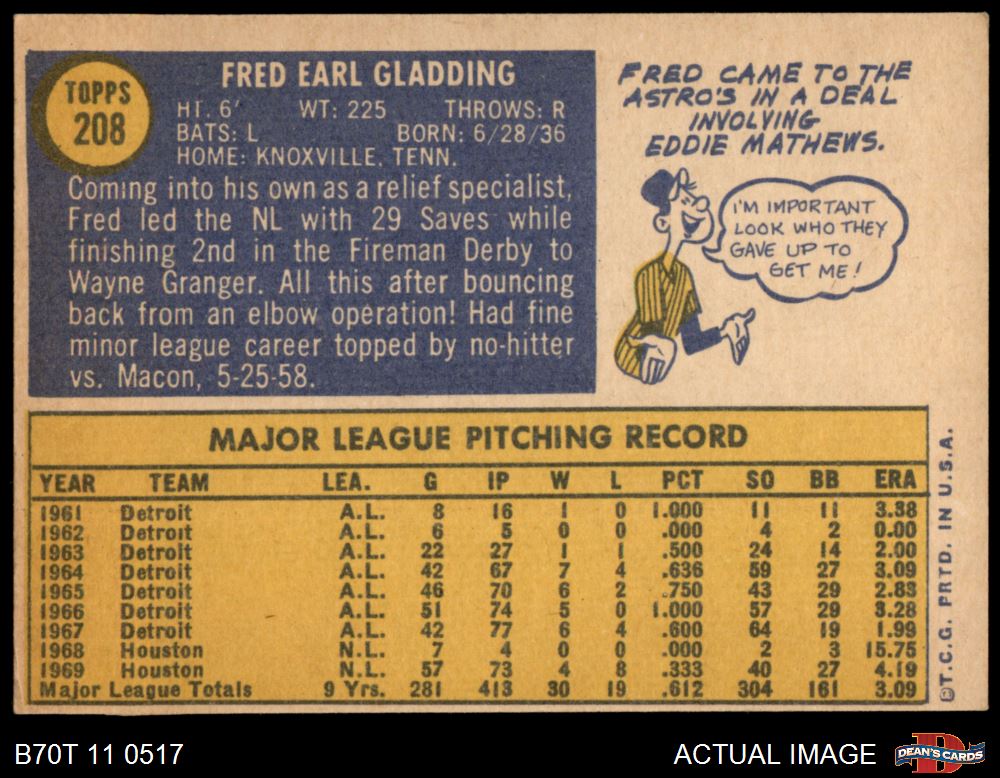 TOPPS
208
FRED EARL GLADDING
HT. 6' WT: 225 THROWS: R
BATS: L BORN: 6/28/36
HOME: KNOXVILLE, TENN.
Coming into his own as a relief specialist,
Fred led the NL with 29 Saves while
finishing 2nd in the Fireman Derby to
Wayne Granger. All this after bouncing
back from an elbow operation! Had fine
minor league career topped by no-hitter
vs. Macon, 5-25-58.
FRED CAME TO THE
ASTRO'S IN A DEAL
INVOLVING
EDDIE MATHEWS.
I'M IMPORTANT
LOOK WHO THEY
GAVE UP TO
GET ME!
MAJOR LEAGUE PITCHING RECORD
YEAR TEAM LEA. G IP W L PCT SO BB ERA
1961 Detroit A.L. 8 16 1 0 1.000 11 11 3.38
1962 Detroit A.L. 6 5 0 0 .000 4 2 0.00
1963 Detroit A.L. 22 27 1 1 .500 24 14 2.00
1964 Detroit A.L. 42 67 7 4 .636 59 27 3.09
1965 Detroit A.L. 46 70 6 2 .750 43 29 2.83
1966 Detroit A.L. 51 74 5 0 1.000 57 29 3.28
1967 Detroit A.L. 42 77 6 4 .600 64 19 1.99
1968 Houston N.L. 7 4 0 0 .000 2 3 15.75
1969 Houston N.L. 57 73 4 8 .333 40 27 4.19
Major League Totals 9 Yrs. 281 413 30 19 .612 304 161 3.09
©T.C.G. PRTD. IN U.S.A.
B70T 11 0517
ACTUAL IMAGE
D
DEAN'S CARDS